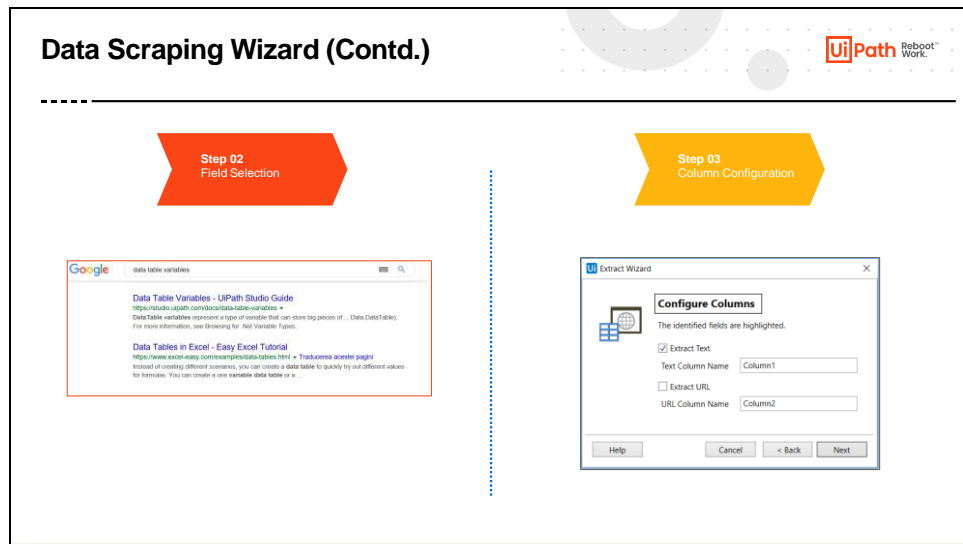 Data Scraping Wizard (Contd.)
UiPath Reboot™ Work.
Step 02
Field Selection
Step 03
Column Configuration
Google
data table variables
Data Table Variables - UiPath Studio Guide
https://studio.uipath.com/docs/data-table-variables
DataTable variables represent a type of variable that can store big pieces of ... Data.DataTable).
For more information, see Browsing for .Net Variable Types.
Data Tables in Excel - Easy Excel Tutorial
https://www.excel-easy.com/examples/data-tables.html Traducerea acestei pagini
Instead of creating different scenarios, you can create a data table to quickly try out different values
for formulas. You can create a one variable data table or a ...
Ui Extract Wizard
Configure Columns
The identified fields are highlighted.
Extract Text
Text Column Name Column1
Extract URL
URL Column Name Column2
Help Cancel < Back Next